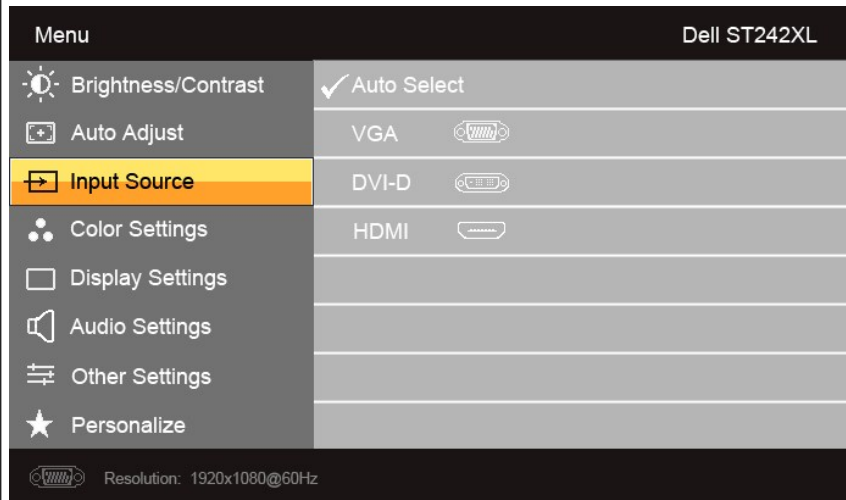 Menu Dell ST242XL
Brightness/Contrast Auto Select
Auto Adjust VGA
Input Source DVI-D
Color Settings HDMI
Display Settings
Audio Settings
Other Settings
Personalize
Resolution: 1920x1080@60Hz